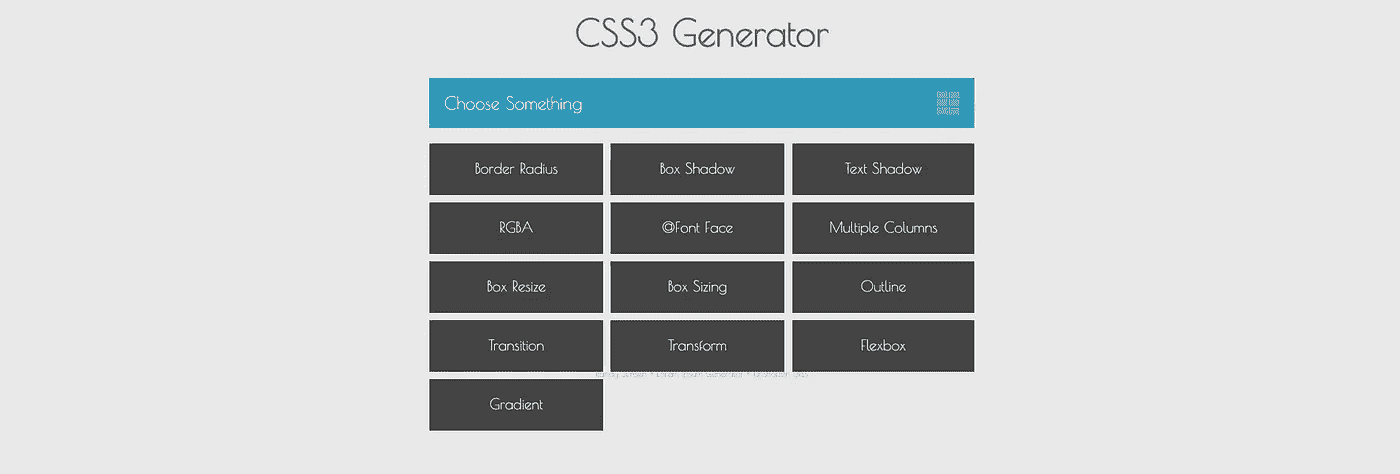 CSS3 Generator
Choose Something
Border Radius
Box Shadow
Text Shadow
RGBA
@Font Face
Multiple Columns
Box Resize
Box Sizing
Outline
Transition
Transform
Flexbox
Gradient